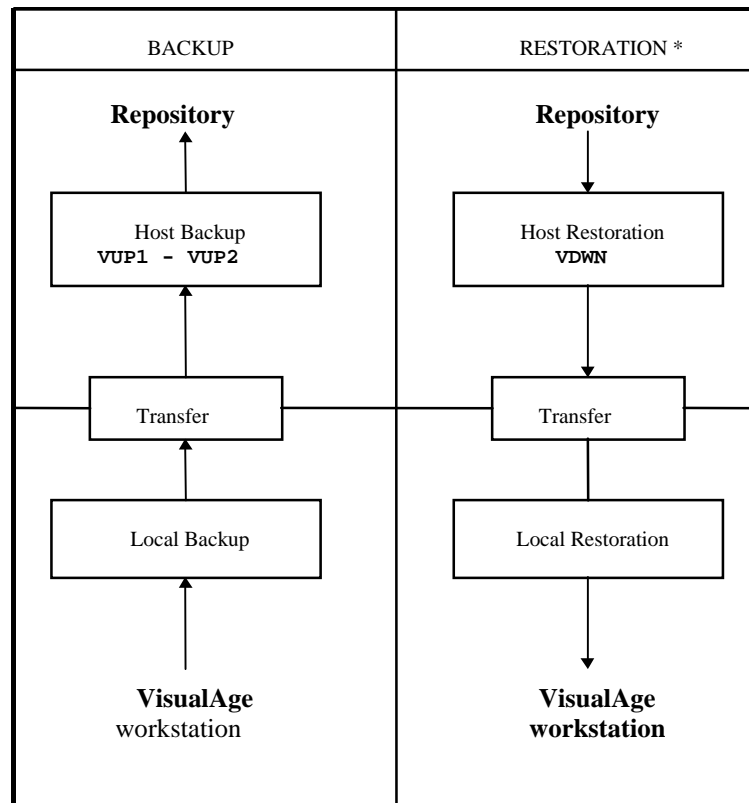 BACKUP
RESTORATION *
Repository
Repository
Host Backup
VUP1 - VUP2
Host Restoration
VDWN
Transfer
Transfer
Local Backup
Local Restoration
VisualAge
workstation
VisualAge
workstation